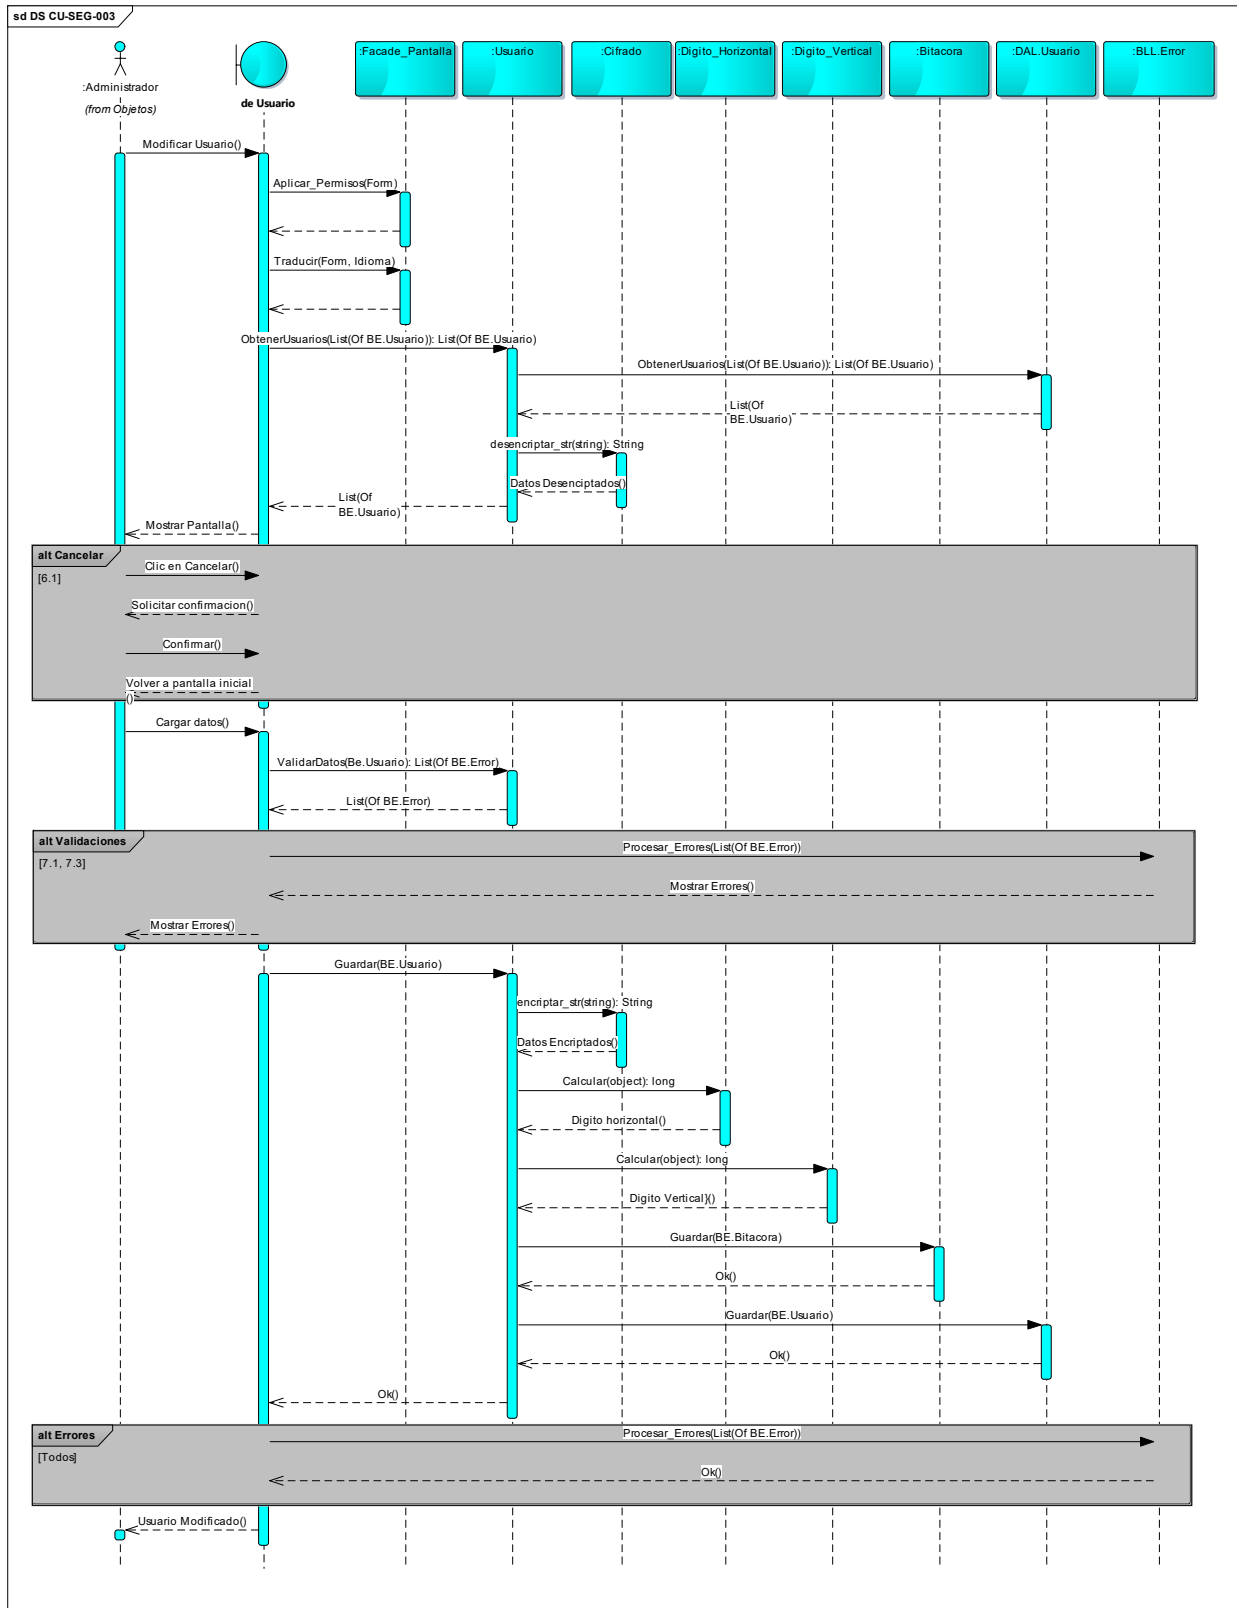 sd DS CU-SEG-003
:Administrador
(from Objetos)
de Usuario
:Facade_Pantalla
:Usuario
:Cifrado
:Digito_Horizontal
:Digito_Vertical
:Bitacora
:DAL.Usuario
:BLL.Error
Modificar Usuario()
Aplicar_Permisos(Form)
Traducir(Form, Idioma)
ObtenerUsuarios(List(Of BE.Usuario)): List(Of BE.Usuario)
ObtenerUsuarios(List(Of BE.Usuario)): List(Of BE.Usuario)
List(Of
BE.Usuario)
desencriptar_str(string): String
Datos Desenciptados()
List(Of
BE.Usuario)
Mostrar Pantalla()
alt Cancelar
[6.1]
Clic en Cancelar()
Solicitar confirmacion()
Confirmar()
Volver a pantalla inicial
()
Cargar datos()
ValidarDatos(Be.Usuario): List(Of BE.Error)
List(Of BE.Error)
alt Validaciones
[7.1, 7.3]
Procesar_Errores(List(Of BE.Error))
Mostrar Errores()
Mostrar Errores()
Guardar(BE.Usuario)
encriptar_str(string): String
Datos Encriptados()
Calcular(object): long
Digito horizontal()
Calcular(object): long
Digito Vertical}()
Guardar(BE.Bitacora)
Ok()
Guardar(BE.Usuario)
Ok()
Ok()
alt Errores
[Todos]
Procesar_Errores(List(Of BE.Error))
Ok()
Usuario Modificado()